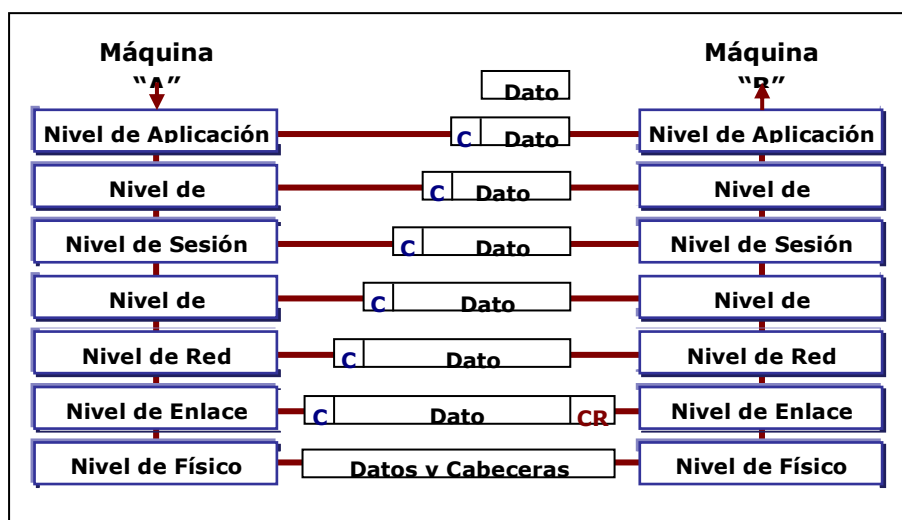 Máquina
"A"
Máquina
"B"
Dato
Nivel de Aplicación
C
Dato
Nivel de Aplicación
Nivel de
C
Dato
Nivel de
Nivel de Sesión
C
Dato
Nivel de Sesión
Nivel de
C
Dato
Nivel de
Nivel de Red
C
Dato
Nivel de Red
Nivel de Enlace
C
Dato
CR
Nivel de Enlace
Nivel de Físico
Datos y Cabeceras
Nivel de Físico